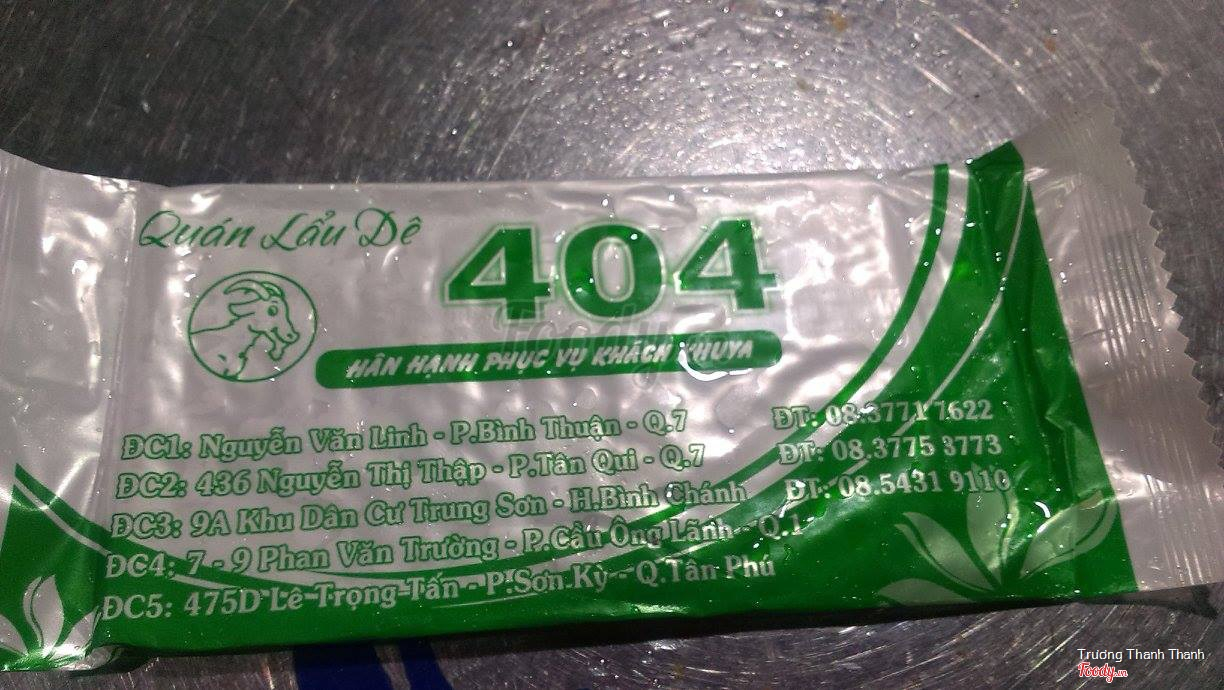 Quán Lẩu Dê
404
HÂN HẠNH PHỤC VỤ KHÁCH KHUYA
ĐC1: Nguyễn Văn Linh - P.Bình Thuận - Q.7 ĐT: 08.3771 7622
ĐC2: 436 Nguyễn Thị Thập - P.Tân Qui - Q.7 ĐT: 08.3775 3773
ĐC3: 9A Khu Dân Cư Trung Sơn - H.Bình Chánh ĐT: 08.5431 9110
ĐC4: 7 - 9 Phan Văn Trường - P.Cầu Ông Lãnh - Q.1
ĐC5: 475D Lê Trọng Tấn - P.Sơn Kỳ - Q.Tân Phú
Foody
Trương Thanh Thanh
Foody.vn